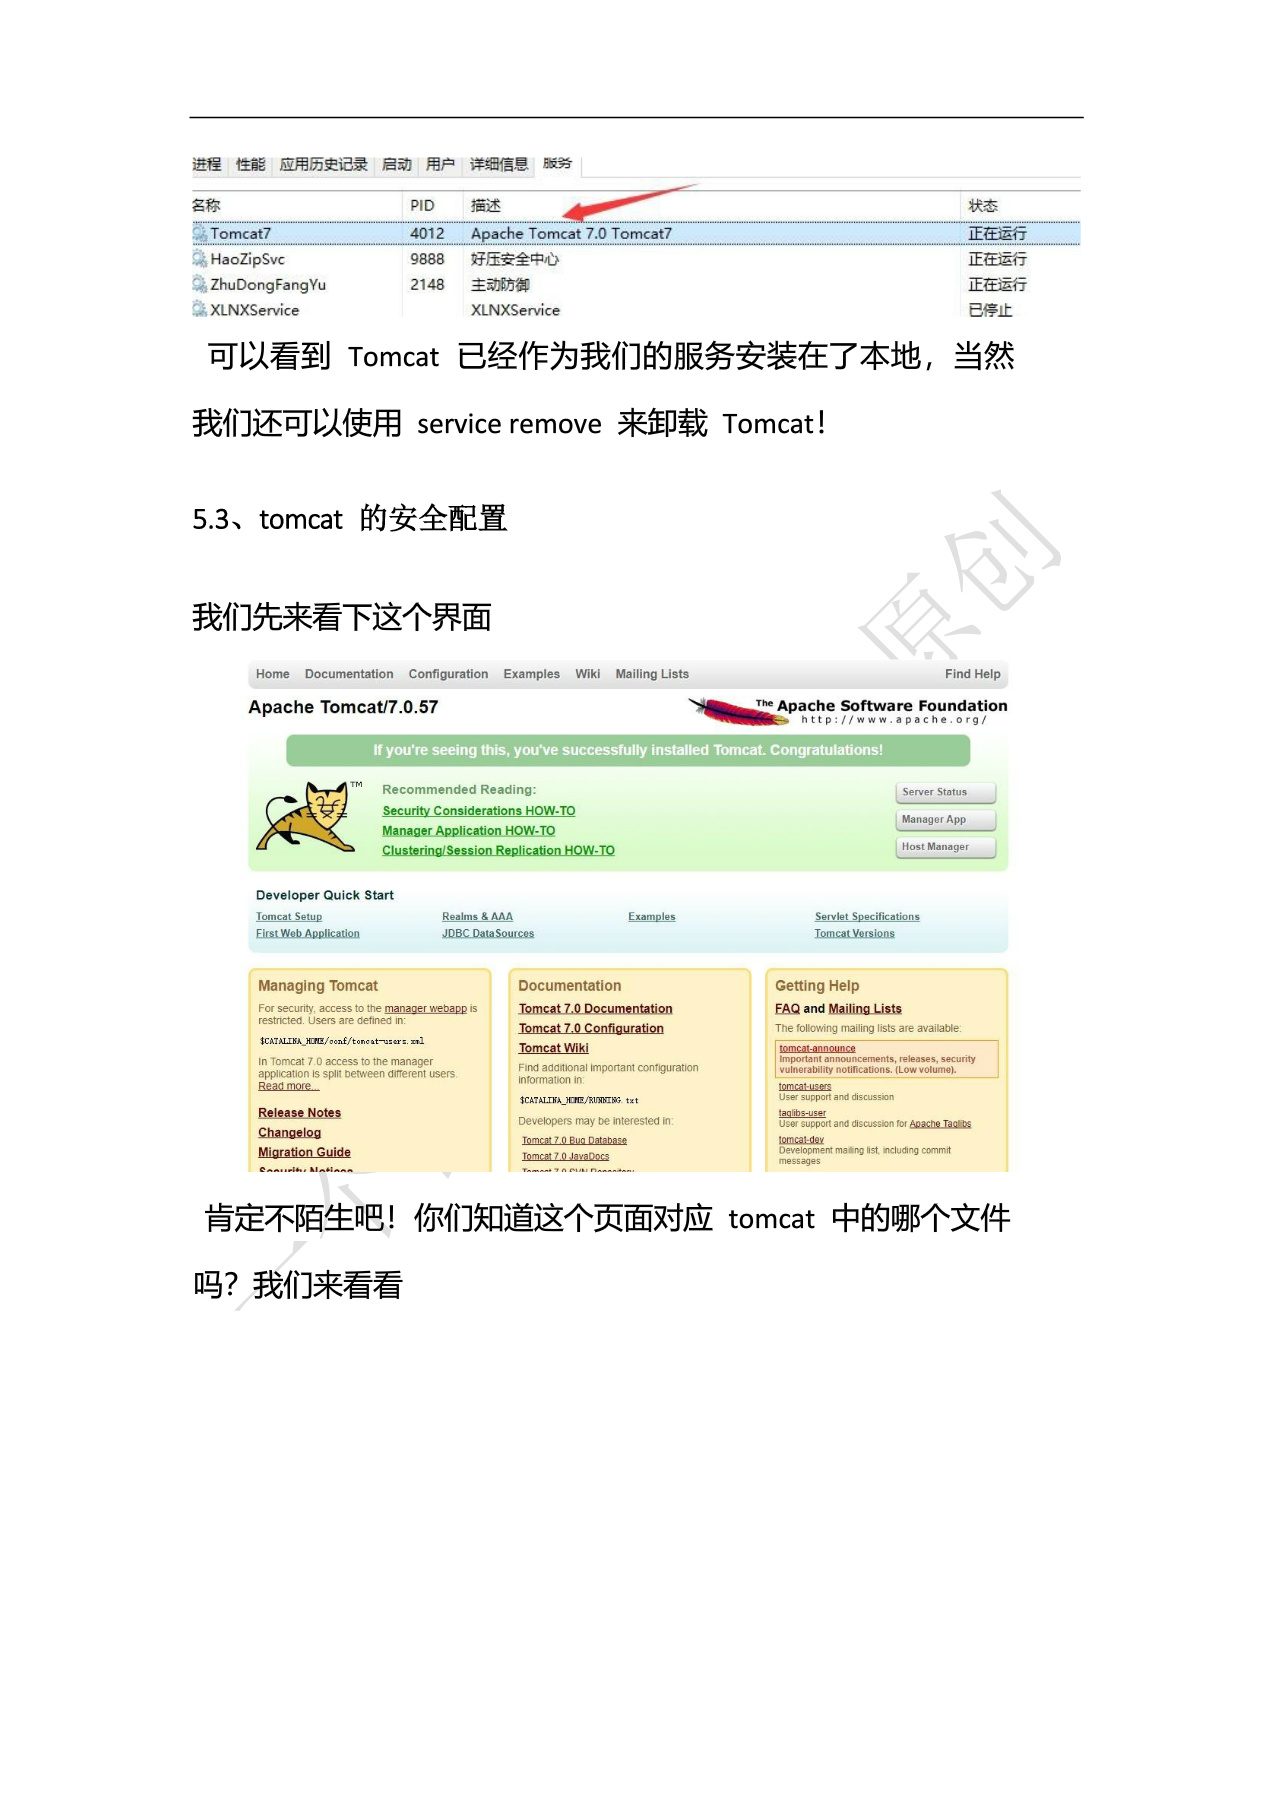 进程 性能 应用历史记录 启动 用户 详细信息 服务
名称 PID 描述 状态
Tomcat7 4012 Apache Tomcat 7.0 Tomcat7 正在运行
HaoZipSvc 9888 好压安全中心 正在运行
ZhuDongFangYu 2148 主动防御 正在运行
XLNXService XLNXService 已停止
可以看到 Tomcat 已经作为我们的服务安装在了本地，当然
我们还可以使用 service remove 来卸载 Tomcat！
5.3、tomcat 的安全配置
我们先来看下这个界面
Home Documentation Configuration Examples Wiki Mailing Lists Find Help
Apache Tomcat/7.0.57
The Apache Software Foundation
http://www.apache.org/
If you're seeing this, you've successfully installed Tomcat. Congratulations!
TM
Recommended Reading:
Security Considerations HOW-TO
Manager Application HOW-TO
Clustering/Session Replication HOW-TO
Server Status
Manager App
Host Manager
Developer Quick Start
Tomcat Setup
First Web Application
Realms & AAA
JDBC DataSources
Examples
Servlet Specifications
Tomcat Versions
Managing Tomcat
For security, access to the manager webapp is
restricted. Users are defined in:
$CATALINA_HOME/conf/tomcat-users.xml
In Tomcat 7.0 access to the manager
application is split between different users.
Read more...
Release Notes
Changelog
Migration Guide
Security Notices
Documentation
Tomcat 7.0 Documentation
Tomcat 7.0 Configuration
Tomcat Wiki
Find additional important configuration
information in:
$CATALINA_HOME/RUNNING.txt
Developers may be interested in:
Tomcat 7.0 Bug Database
Tomcat 7.0 JavaDocs
Tomcat 7.0 SVN Repository
Getting Help
FAQ and Mailing Lists
The following mailing lists are available:
tomcat-announce
Important announcements, releases, security
vulnerability notifications. (Low volume).
tomcat-users
User support and discussion
taglibs-user
User support and discussion for Apache Taglibs
tomcat-dev
Development mailing list, including commit
messages
肯定不陌生吧！你们知道这个页面对应 tomcat 中的哪个文件
吗？我们来看看
原创
一个